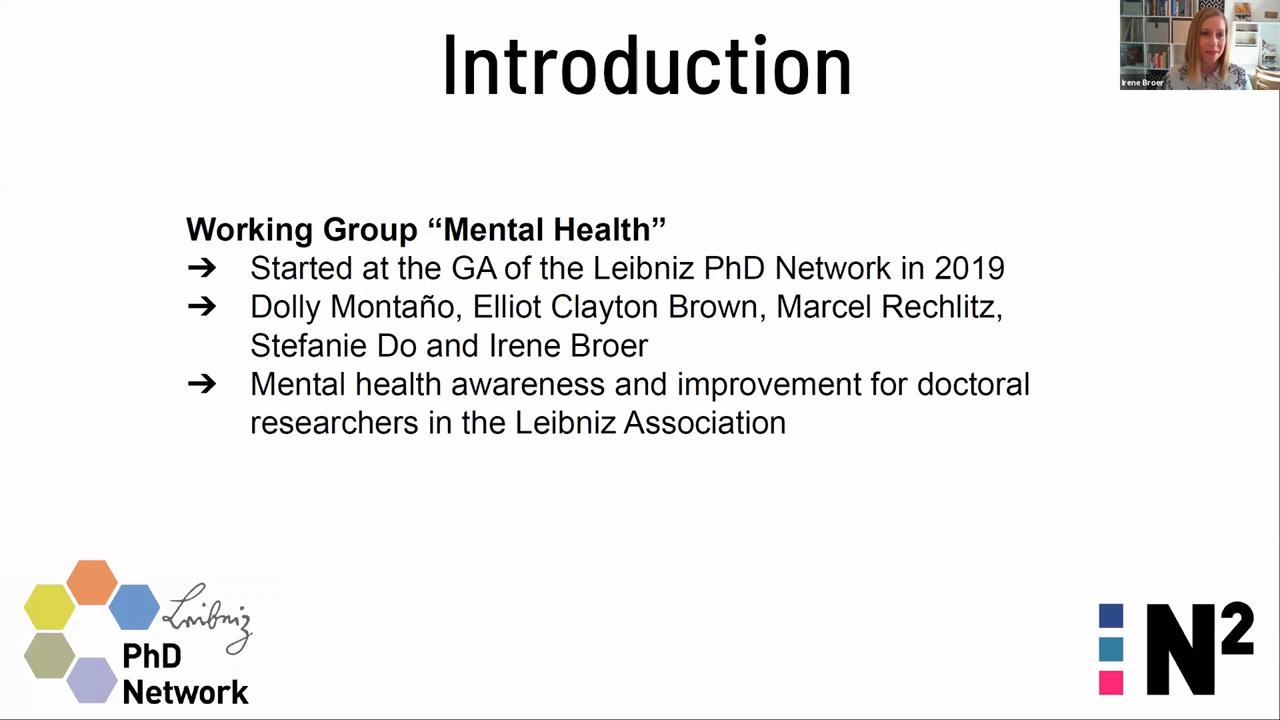 Introduction
Irene Broer
Working Group “Mental Health”
➔ Started at the GA of the Leibniz PhD Network in 2019
➔ Dolly Montaño, Elliot Clayton Brown, Marcel Rechlitz,
Stefanie Do and Irene Broer
➔ Mental health awareness and improvement for doctoral
researchers in the Leibniz Association
Leibniz
PhD
Network
N²